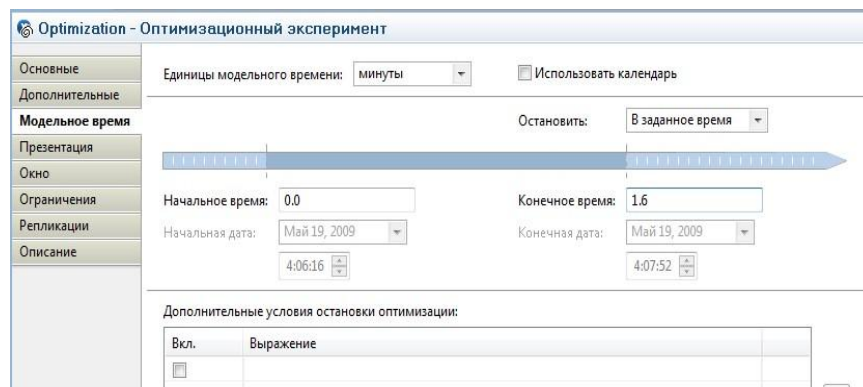 Optimization - Оптимизационный эксперимент
Основные
Дополнительные
Модельное время
Презентация
Окно
Ограничения
Репликации
Описание
Единицы модельного времени: минуты Использовать календарь
Остановить: В заданное время
Начальное время: 0.0 Конечное время: 1.6
Начальная дата: Май 19, 2009 Конечная дата: Май 19, 2009
4:06:16 4:07:52
Дополнительные условия остановки оптимизации:
Вкл. Выражение